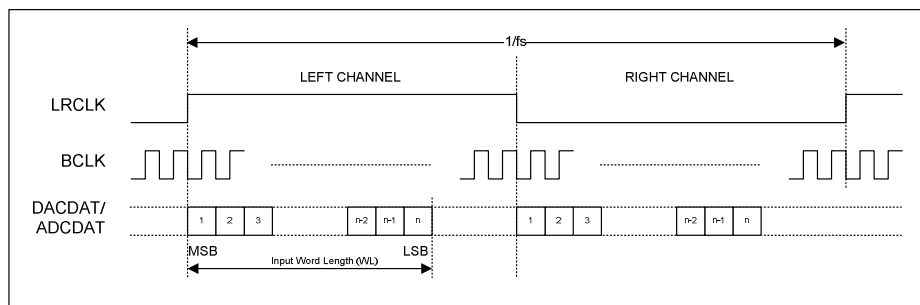 1/fs
LEFT CHANNEL RIGHT CHANNEL
LRCLK
BCLK
DACDAT/
ADCDAT
1 2 3 n-2 n-1 n 1 2 3 n-2 n-1 n
MSB LSB
Input Word Length (WL)